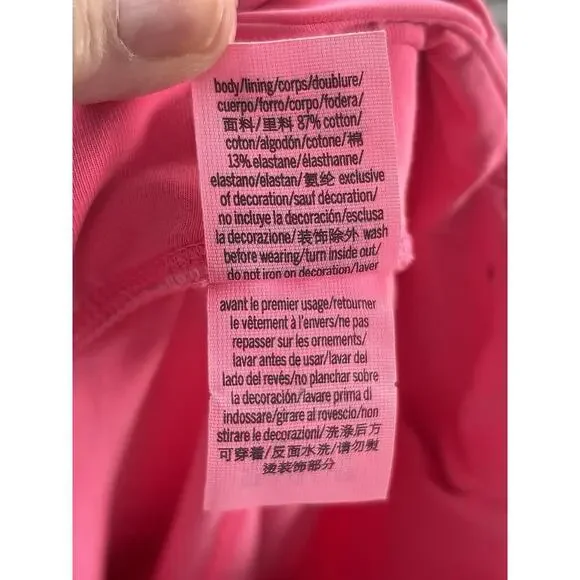 body/lining/corps/doublure/
cuerpo/forro/corpo/fodera/
面料/里料 87% cotton/
coton/algodón/cotone/棉
13% elastane/élasthanne/
elastano/elastan/氨纶 exclusive
of decoration/sauf décoration/
no incluye la decoración/esclusa
la decorazione/装饰除外 wash
before wearing/turn inside out/
do not iron on decoration/laver
avant le premier usage/retourner
le vêtement à l'envers/ne pas
repasser sur les ornements/
lavar antes de usar/lavar del
lado del revés/no planchar sobre
la decoración/lavare prima di
indossare/girare al rovescio/non
stirare le decorazioni/洗涤后方
可穿着/反面水洗/请勿熨
烫装饰部分